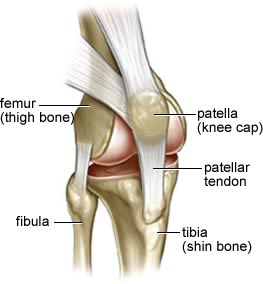 femur
(thigh bone)
patella
(knee cap)
patellar
tendon
fibula
tibia
(shin bone)